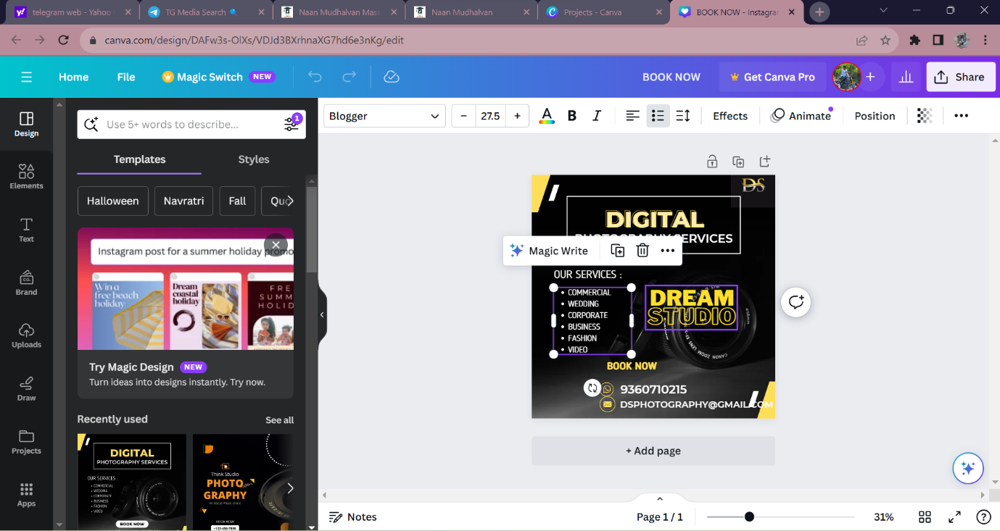 telegram web - Yahoo
TG Media Search
Naan Mudhalvan Mass
Naan Mudhalvan
Projects - Canva
BOOK NOW - Instagram
canva.com/design/DAFw3s-OlXs/VDJd3BXrhnaXG7hd6e3nKg/edit
Home
File
Magic Switch
NEW
BOOK NOW
Get Canva Pro
Share
Design
Elements
Text
Brand
Uploads
Draw
Projects
Apps
Use 5+ words to describe...
1
Templates
Styles
Halloween
Navratri
Fall
Quo
Instagram post for a summer holiday promo
Win a
free beach
holiday
Dream
coastal
holiday
FREE
SUMM
HOLID
Try Magic Design NEW
Turn ideas into designs instantly. Try now.
Recently used
See all
DIGITAL
PHOTOGRAPHY SERVICES
OUR SERVICES :
• COMMERCIAL
• WEDDING
• CORPORATE
• BUSINESS
• FASHION
• VIDEO
BOOK NOW
Think Studio
PHOTO
GRAPHY
BOOK NOW
+123-456-7890
Blogger
– 27.5 +
A
B
I
Effects
Animate
Position
DS
DIGITAL
PHOTOGRAPHY SERVICES
Magic Write
OUR SERVICES :
• COMMERCIAL
• WEDDING
• CORPORATE
• BUSINESS
• FASHION
• VIDEO
DREAM
STUDIO
CANON ZOOM LENS EF-S
BOOK NOW
9360710215
DSPHOTOGRAPHY@GMAIL.COM
+ Add page
Notes
Page 1 / 1
31%